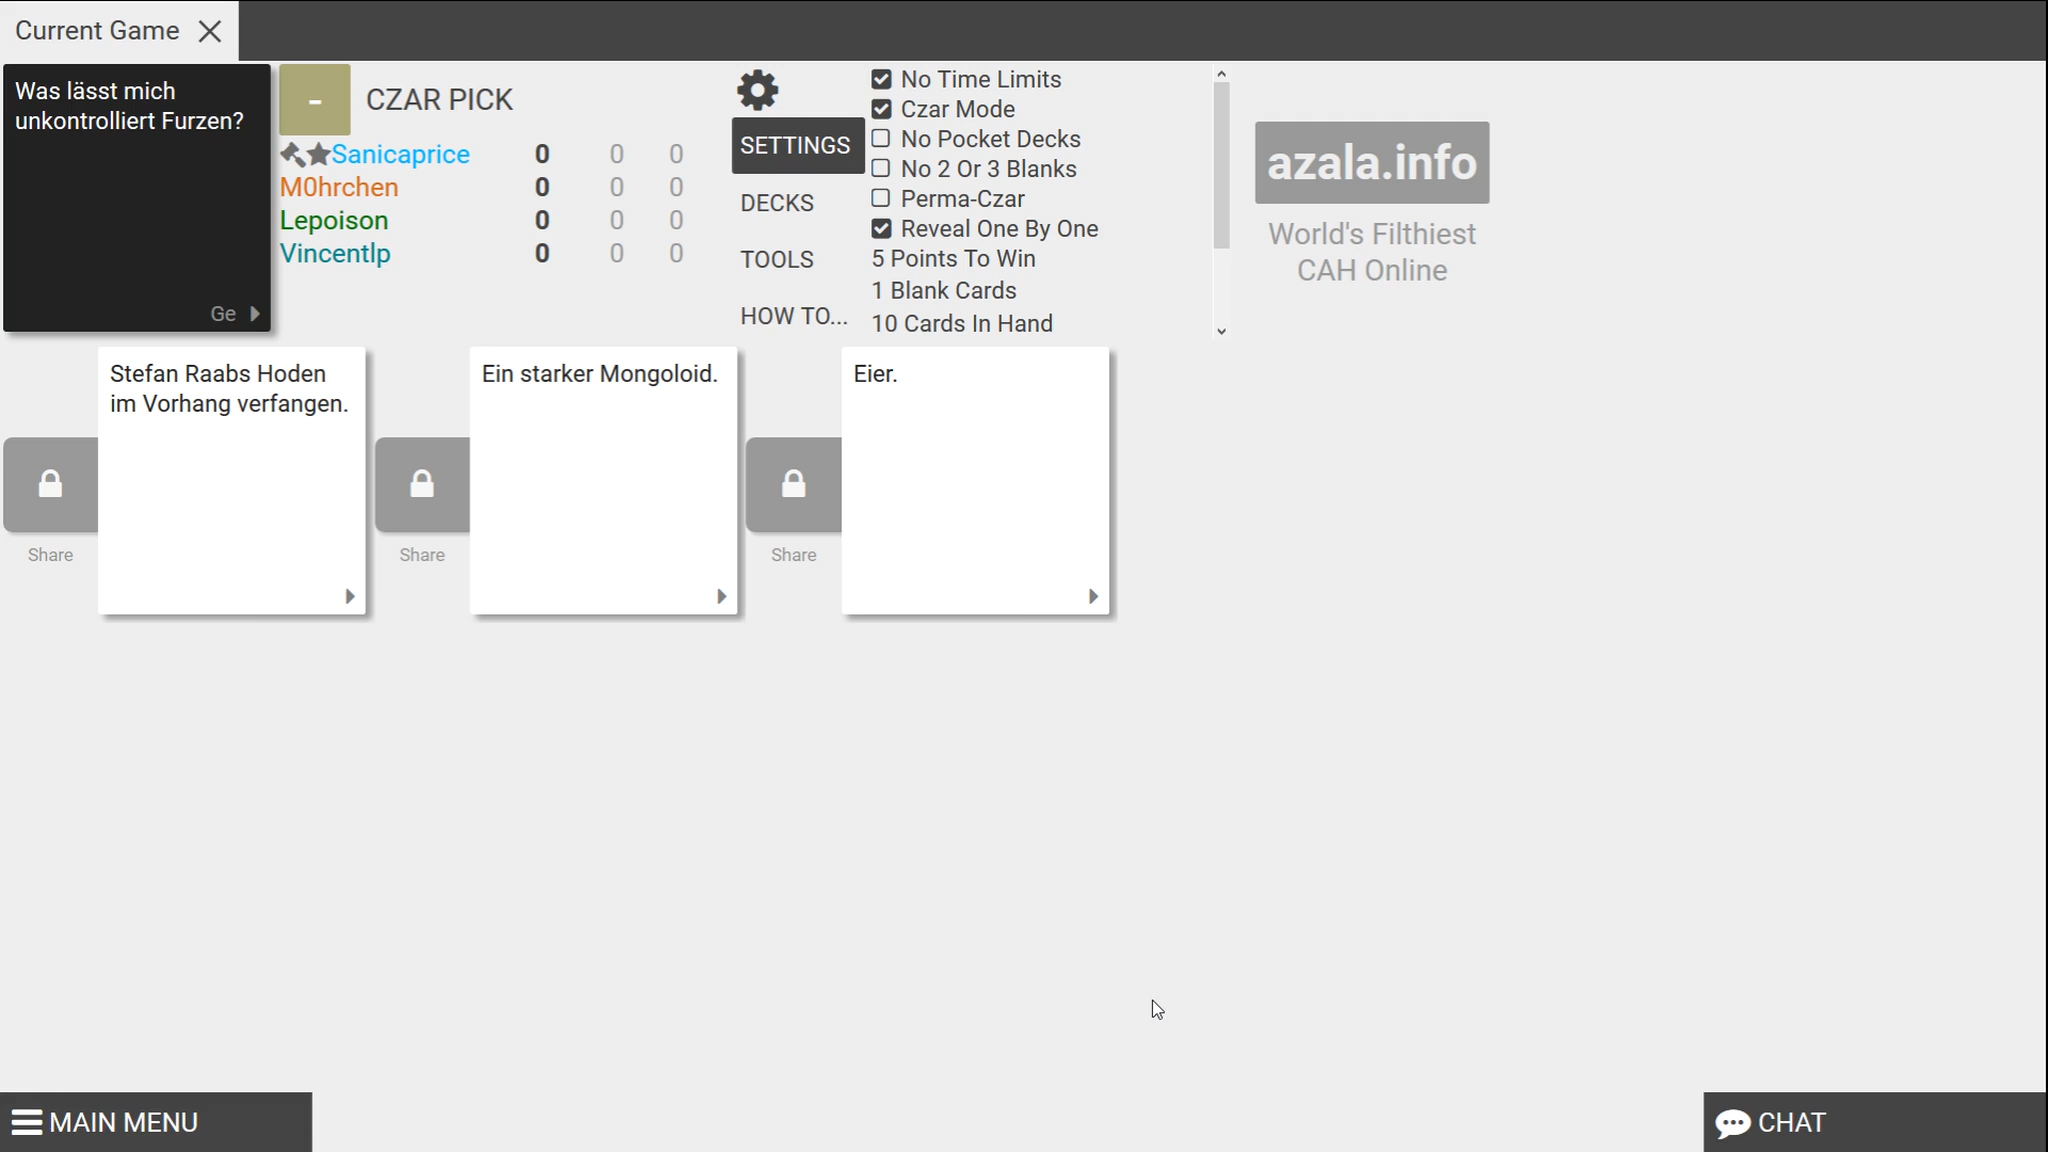 Current Game
Was lässt mich
unkontrolliert Furzen?
Ge
-
CZAR PICK
Sanicaprice 0 0 0
M0hrchen 0 0 0
Lepoison 0 0 0
Vincentlp 0 0 0
SETTINGS
DECKS
TOOLS
HOW TO...
No Time Limits
Czar Mode
No Pocket Decks
No 2 Or 3 Blanks
Perma-Czar
Reveal One By One
5 Points To Win
1 Blank Cards
10 Cards In Hand
azala.info
World's Filthiest
CAH Online
Share
Stefan Raabs Hoden
im Vorhang verfangen.
Share
Ein starker Mongoloid.
Share
Eier.
MAIN MENU
CHAT